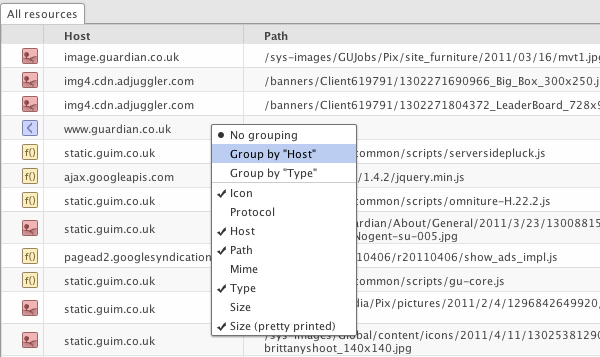 All resources
Host Path
image.guardian.co.uk /sys-images/GUJobs/Pix/site_furniture/2011/03/16/mvt1.jpg
img4.cdn.adjuggler.com /banners/Client619791/1302271690966_Big_Box_300x250.
img4.cdn.adjuggler.com /banners/Client619791/1302271804372_LeaderBoard_728x9
www.guardian.co.uk
No grouping
f() static.guim.co.uk Group by "Host" common/scripts/serversidepluck.js
f() ajax.googleapis.com Group by "Type" /1.4.2/jquery.min.js
f() static.guim.co.uk Icon common/scripts/omniture-H.22.2.js
Protocol
static.guim.co.uk Host ardian/About/General/2011/3/23/13008815
Nogent-su-005.jpg
f() pagead2.googlesyndication Path 10406/r20110406/show_ads_impl.js
Mime
f() static.guim.co.uk Type common/scripts/gu-core.js
static.guim.co.uk Size dia/Pix/pictures/2011/2/4/1296842649920,
Size (pretty printed)
static.guim.co.uk /sys-images/Global/content/icons/2011/4/11/1302538129
brittanyshoot_140x140.jpg